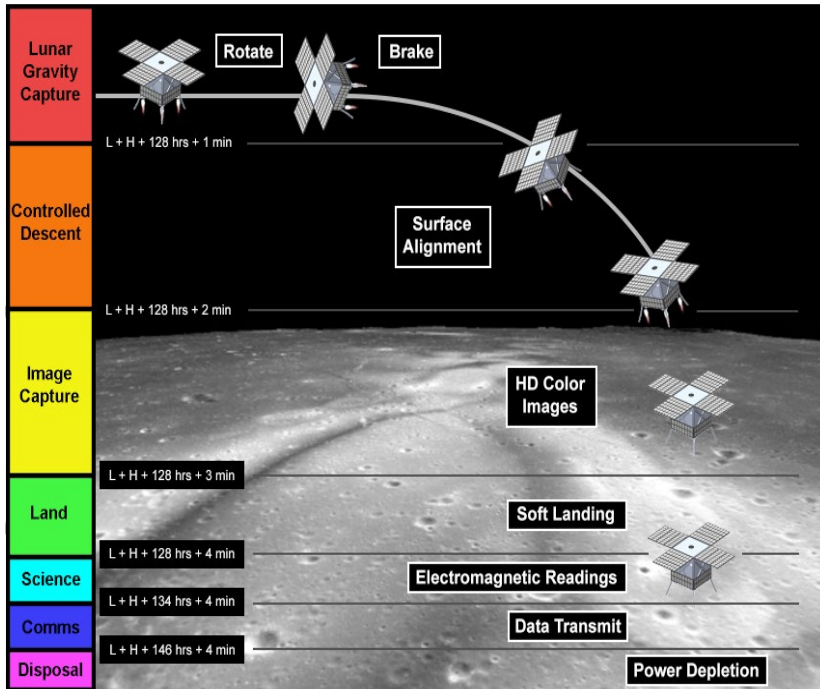 Lunar
Gravity
Capture
Rotate
Brake
L + H + 128 hrs + 1 min
Controlled
Descent
Surface
Alignment
L + H + 128 hrs + 2 min
Image
Capture
HD Color
Images
L + H + 128 hrs + 3 min
Land
Soft Landing
L + H + 128 hrs + 4 min
Science
Electromagnetic Readings
L + H + 134 hrs + 4 min
Comms
Data Transmit
L + H + 146 hrs + 4 min
Disposal
Power Depletion